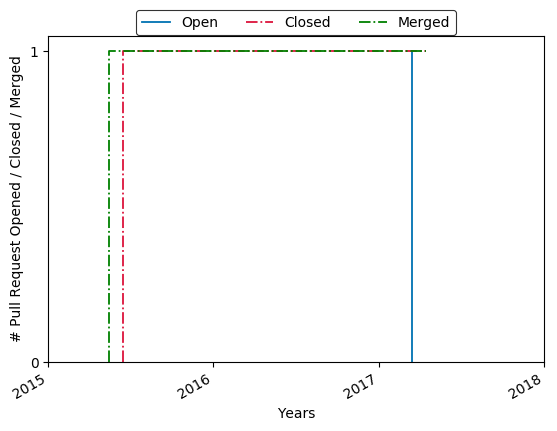 Open Closed Merged
# Pull Request Opened / Closed / Merged
1
0
2015 2016 2017 2018
Years